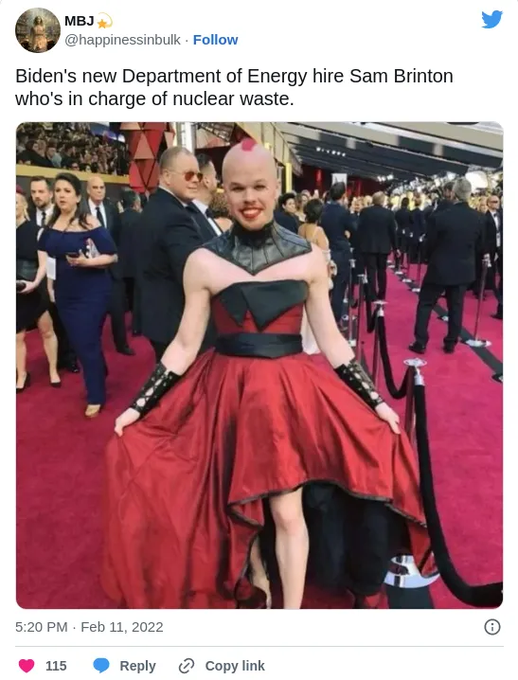 MBJ💫
@happinessinbulk · Follow
Biden's new Department of Energy hire Sam Brinton
who's in charge of nuclear waste.
5:20 PM · Feb 11, 2022
115 Reply Copy link